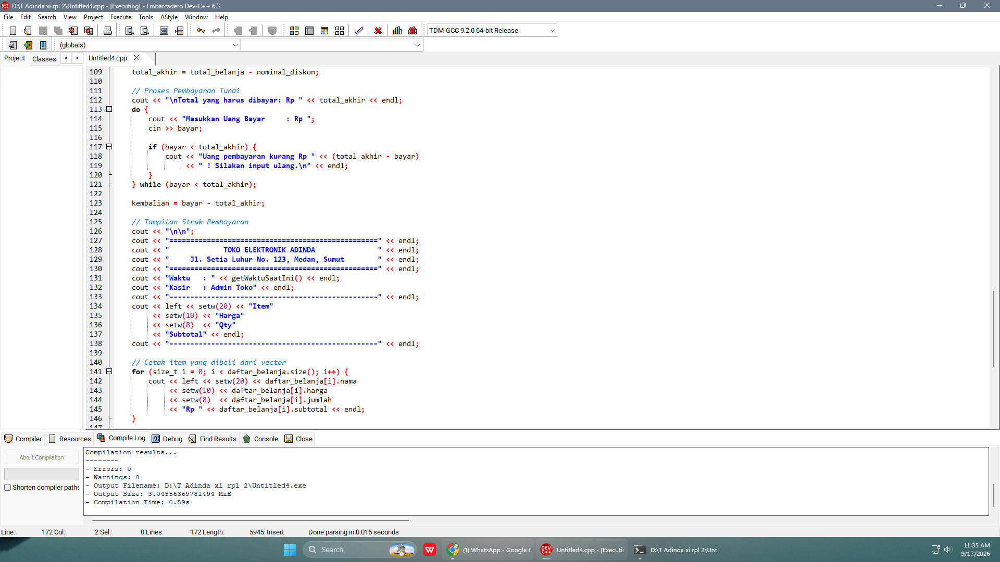 D:\T Adinda xi rpl 2\Untitled4.cpp - [Executing] - Embarcadero Dev-C++ 6.3
File Edit Search View Project Execute Tools AStyle Window Help
TDM-GCC 9.2.0 64-bit Release
(globals)
Project Classes Untitled4.cpp
109 total_akhir = total_belanja - nominal_diskon;
110
111 // Proses Pembayaran Tunai
112 cout << "\nTotal yang harus dibayar: Rp " << total_akhir << endl;
113 do {
114 cout << "Masukkan Uang Bayar     : Rp ";
115 cin >> bayar;
116
117 if (bayar < total_akhir) {
118 cout << "Uang pembayaran kurang Rp " << (total_akhir - bayar)
119 << " ! Silakan input ulang.\n" << endl;
120 }
121 } while (bayar < total_akhir);
122
123 kembalian = bayar - total_akhir;
124
125 // Tampilan Struk Pembayaran
126 cout << "\n\n";
127 cout << "==================================================" << endl;
128 cout << "             TOKO ELEKTRONIK ADINDA               " << endl;
129 cout << "     Jl. Setia Luhur No. 123, Medan, Sumut        " << endl;
130 cout << "==================================================" << endl;
131 cout << "Waktu   : " << getWaktuSaatIni() << endl;
132 cout << "Kasir   : Admin Toko" << endl;
133 cout << "--------------------------------------------------" << endl;
134 cout << left << setw(20) << "Item"
135 << setw(10) << "Harga"
136 << setw(8)  << "Qty"
137 << "Subtotal" << endl;
138 cout << "--------------------------------------------------" << endl;
139
140 // Cetak item yang dibeli dari vector
141 for (size_t i = 0; i < daftar_belanja.size(); i++) {
142 cout << left << setw(20) << daftar_belanja[i].nama
143 << setw(10) << daftar_belanja[i].harga
144 << setw(8)  << daftar_belanja[i].jumlah
145 << "Rp " << daftar_belanja[i].subtotal << endl;
146 }
147
Compiler Resources Compile Log Debug Find Results Console Close
Abort Compilation
Shorten compiler paths
Compilation results...
--------
- Errors: 0
- Warnings: 0
- Output Filename: D:\T Adinda xi rpl 2\Untitled4.exe
- Output Size: 3.04556369781494 MiB
- Compilation Time: 0.59s
Line: 172 Col: 2 Sel: 0 Lines: 172 Length: 5945 Insert Done parsing in 0.015 seconds
Search
W
(1) WhatsApp - Google
DEV C++
Untitled4.cpp - [Executi
D:\T Adinda xi rpl 2\Unt
11:35 AM
9/17/2026